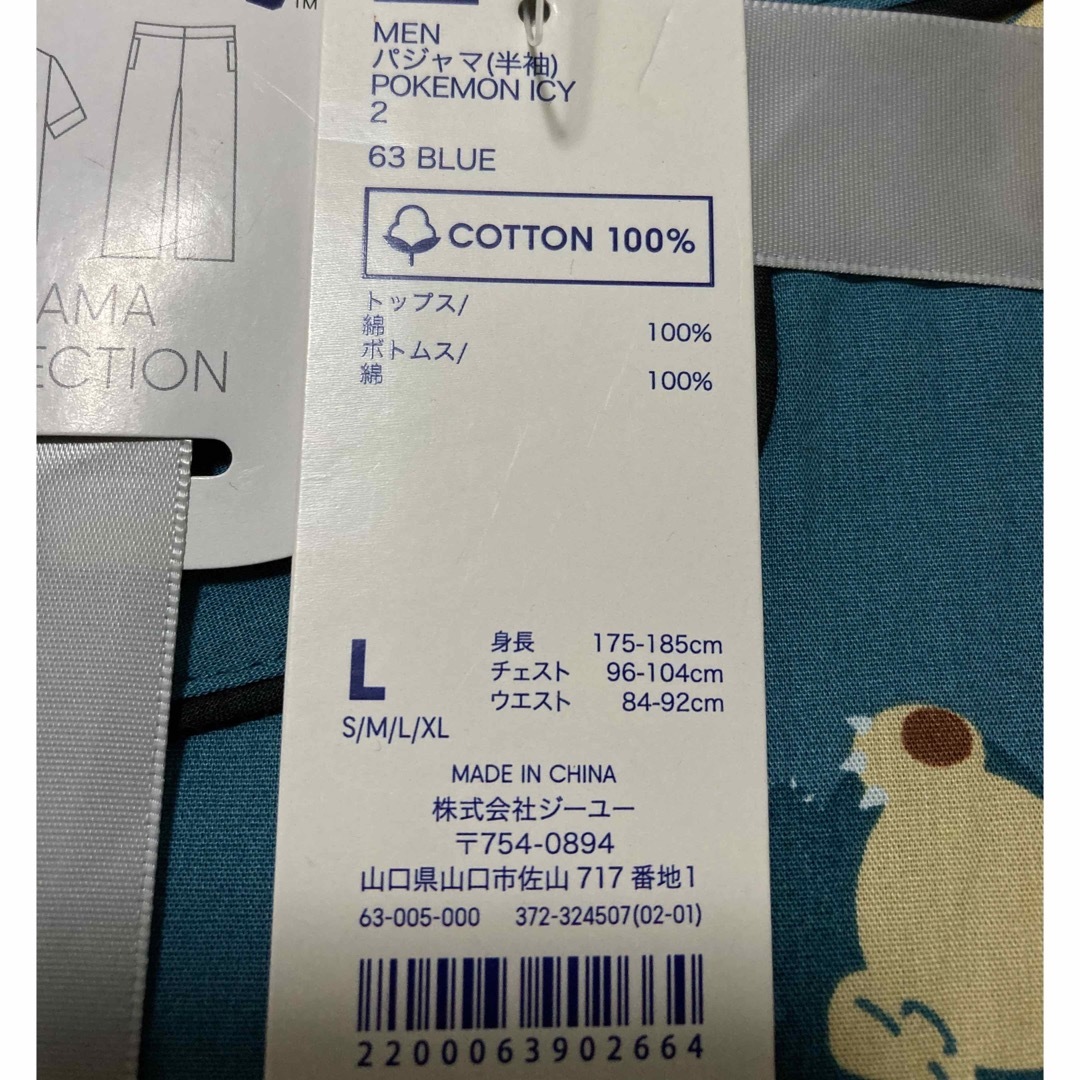 TM
AMA
ECTION
MEN
パジャマ(半袖)
POKEMON ICY
2
63 BLUE
COTTON 100%
トップス/
綿 100%
ボトムス/
綿 100%
L
S/M/L/XL
身長 175-185cm
チェスト 96-104cm
ウエスト 84-92cm
MADE IN CHINA
株式会社ジーユー
〒754-0894
山口県山口市佐山 717 番地1
63-005-000 372-324507(02-01)
2200063902664